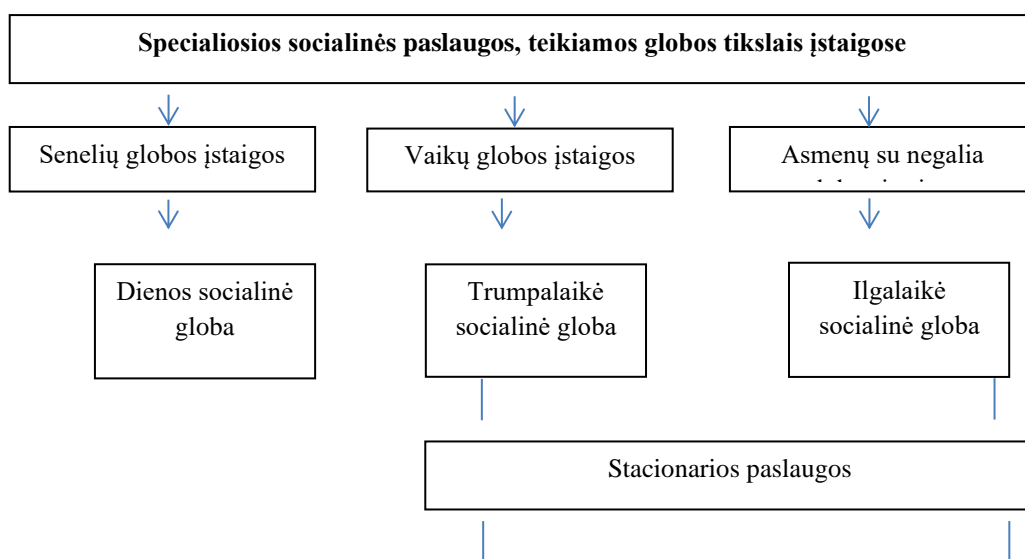 Specialiosios socialinės paslaugos, teikiamos globos tikslais įstaigose
Senelių globos įstaigos
Vaikų globos įstaigos
Asmenų su negalia
Dienos socialinė
globa
Trumpalaikė
socialinė globa
Ilgalaikė
socialinė globa
Stacionarios paslaugos